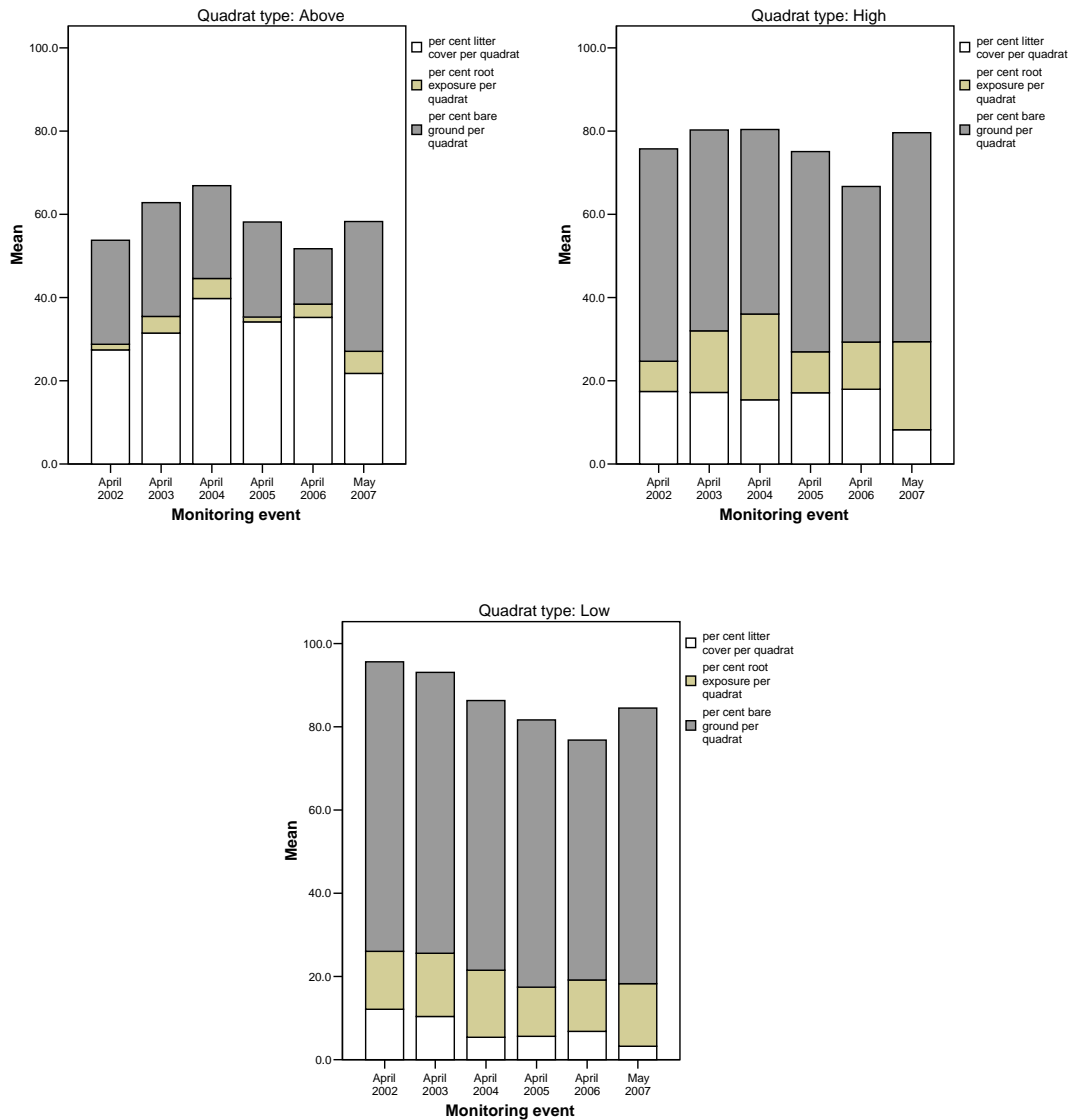 Quadrat type: Above
100.0
80.0
60.0
40.0
20.0
0.0
Mean
April
2002
April
2003
April
2004
April
2005
April
2006
May
2007
Monitoring event
per cent litter
cover per quadrat
per cent root
exposure per
quadrat
per cent bare
ground per
quadrat
Quadrat type: High
100.0
80.0
60.0
40.0
20.0
0.0
Mean
April
2002
April
2003
April
2004
April
2005
April
2006
May
2007
Monitoring event
per cent litter
cover per quadrat
per cent root
exposure per
quadrat
per cent bare
ground per
quadrat
Quadrat type: Low
100.0
80.0
60.0
40.0
20.0
0.0
Mean
April
2002
April
2003
April
2004
April
2005
April
2006
May
2007
Monitoring event
per cent litter
cover per quadrat
per cent root
exposure per
quadrat
per cent bare
ground per
quadrat